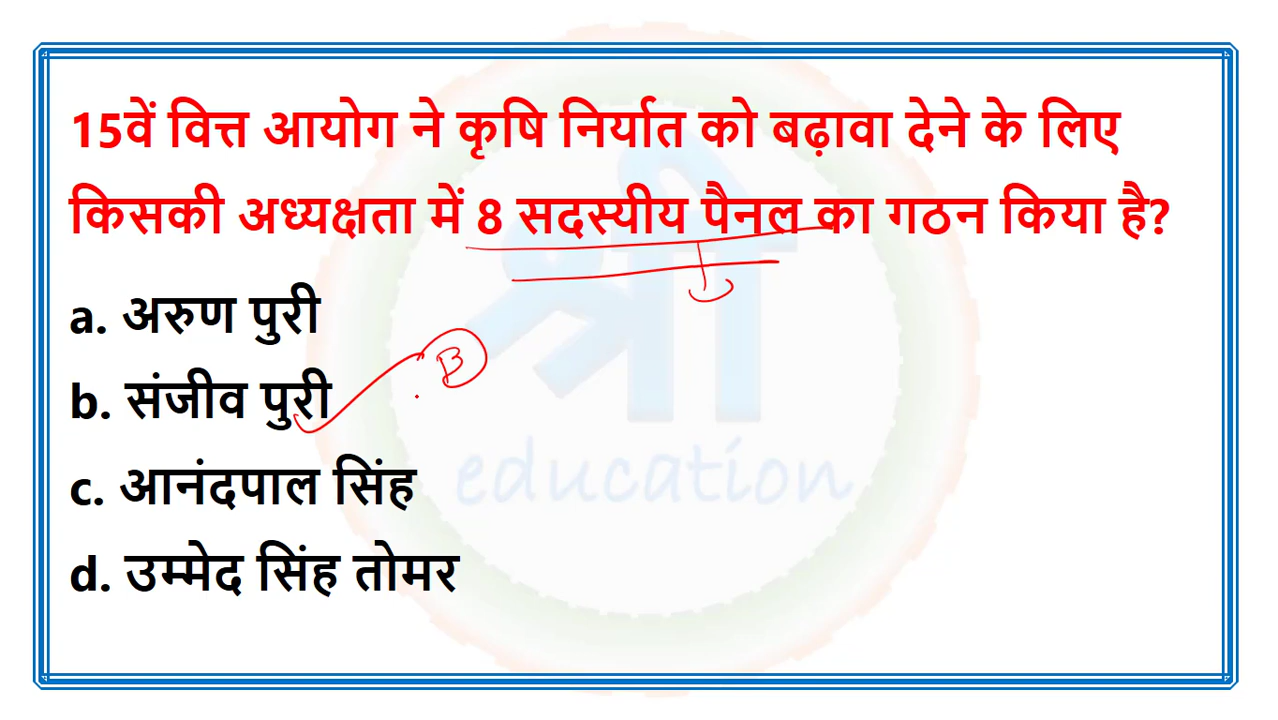 15वें वित्त आयोग ने कृषि निर्यात को बढ़ावा देने के लिए
किसकी अध्यक्षता में 8 सदस्यीय पैनल का गठन किया है?
a. अरुण पुरी
B
b. संजीव पुरी
श्री
education
c. आनंदपाल सिंह
d. उम्मेद सिंह तोमर